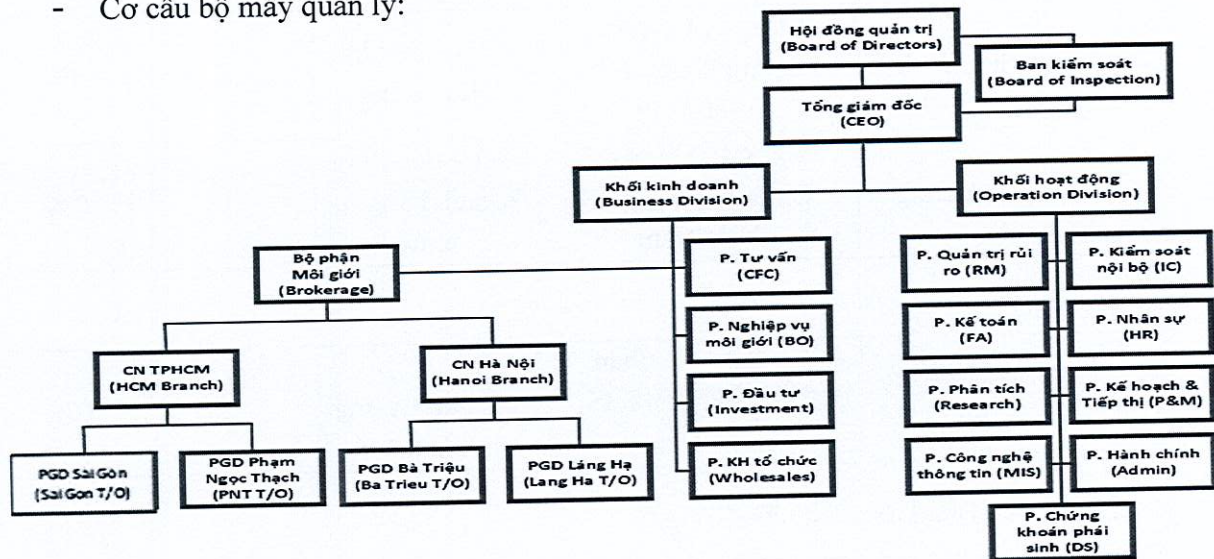 - Cơ cấu bộ máy quản lý:
Hội đồng quản trị
(Board of Directors)
Ban kiểm soát
(Board of Inspection)
Tổng giám đốc
(CEO)
Khối kinh doanh
(Business Division)
Khối hoạt động
(Operation Division)
Bộ phận
Môi giới
(Brokerage)
P. Tư vấn
(CFC)
P. Quản trị rủi
ro (RM)
P. Kiểm soát
nội bộ (IC)
P. Nghiệp vụ
môi giới (BO)
P. Kế toán
(FA)
P. Nhân sự
(HR)
CN TPHCM
(HCM Branch)
CN Hà Nội
(Hanoi Branch)
P. Đầu tư
(Investment)
P. Phân tích
(Research)
P. Kế hoạch &
Tiếp thị (P&M)
PGD Sài Gòn
(Sai Gon T/O)
PGD Phạm
Ngọc Thạch
(PNT T/O)
PGD Bà Triệu
(Ba Trieu T/O)
PGD Láng Hạ
(Lang Ha T/O)
P. KH tổ chức
(Wholesales)
P. Công nghệ
thông tin (MIS)
P. Hành chính
(Admin)
P. Chứng
khoán phái
sinh (DS)